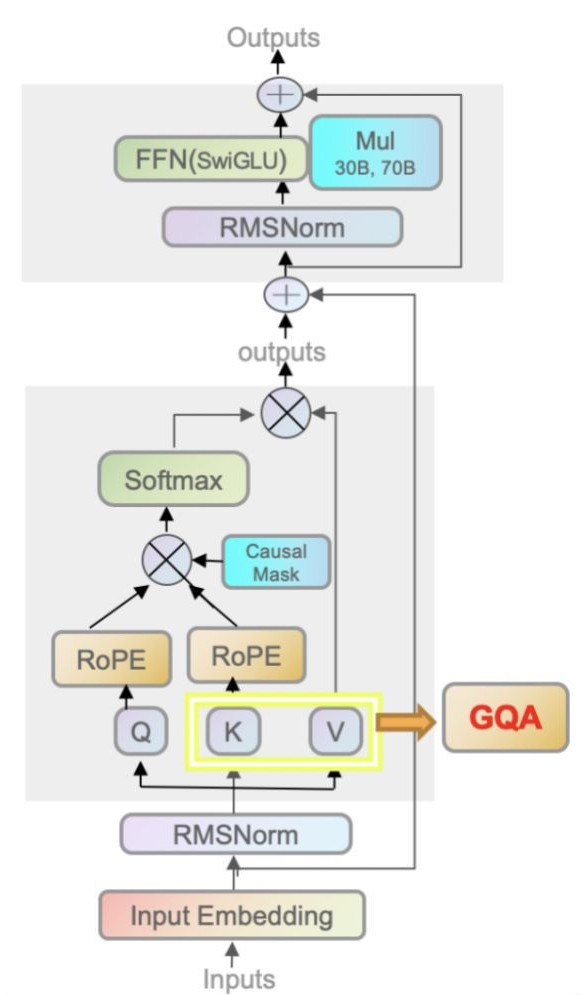 Outputs
FFN(SwiGLU)
Mul
30B, 70B
RMSNorm
outputs
Softmax
Causal
Mask
RoPE
RoPE
Q
K
V
GQA
RMSNorm
Input Embedding
Inputs